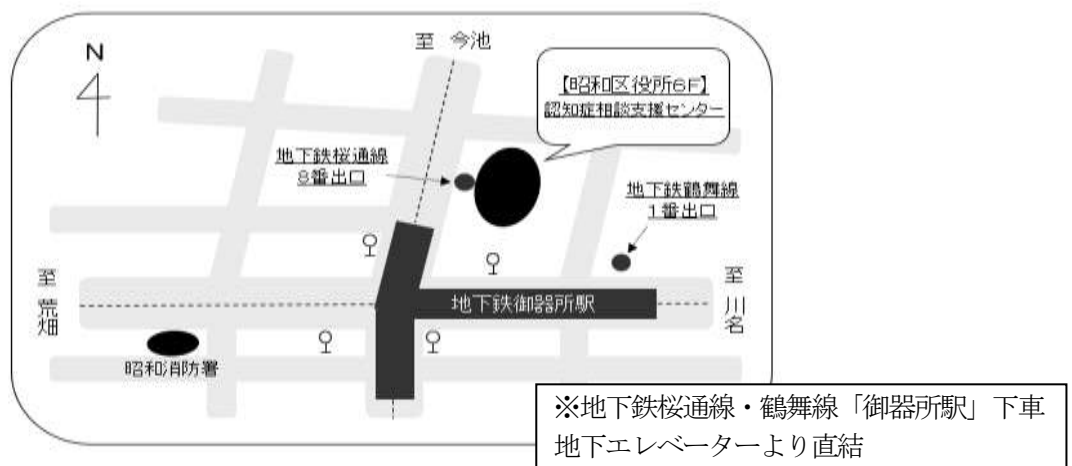 至 今池
N
【昭和区役所6F】
認知症相談支援センター
地下鉄桜通線
8番出口
地下鉄鶴舞線
1番出口
至 荒畑
地下鉄御器所駅
至 川名
昭和消防署
※地下鉄桜通線・鶴舞線「御器所駅」下車
地下エレベーターより直結